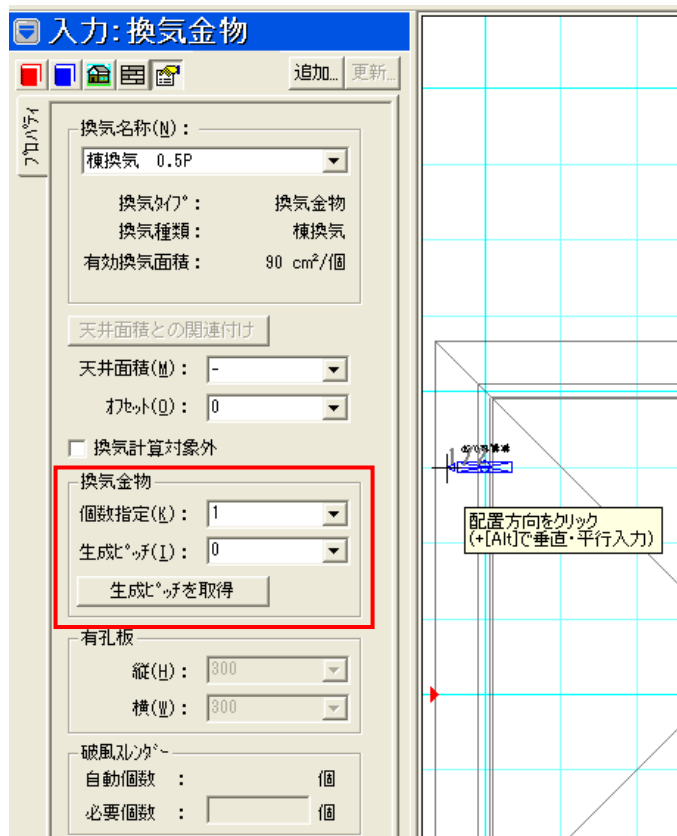 入力:換気金物
追加... 更新...
プロパティ
換気名称(N):
棟換気 0.5P
換気ﾀｲﾌﾟ: 換気金物
換気種類: 棟換気
有効換気面積: 90 cm²/個
天井面積との関連付け
天井面積(M): -
ｵﾌｾｯﾄ(O): 0
換気計算対象外
換気金物
個数指定(K): 1
生成ﾋﾟｯﾁ(I): 0
生成ﾋﾟｯﾁを取得
配置方向をクリック
(+[Alt]で垂直・平行入力)
有孔板
縦(H): 300
横(W): 300
破風ｽﾚﾝﾀﾞｰ
自動個数 : 個
必要個数 : 個